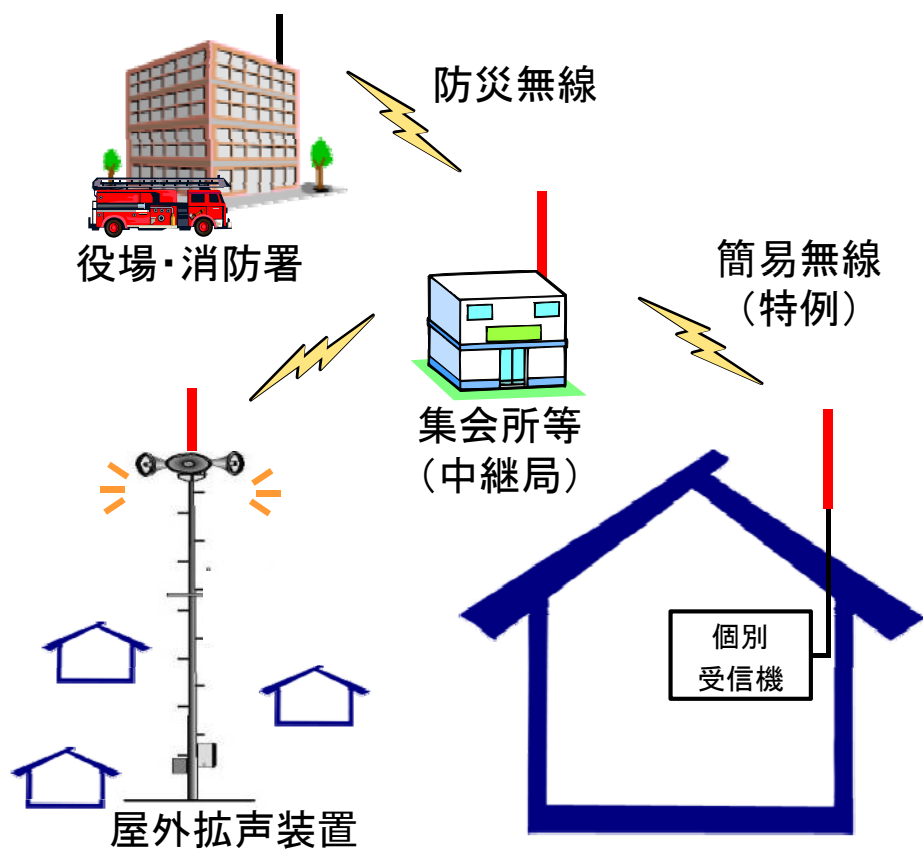 防災無線
役場・消防署
簡易無線
（特例）
集会所等
（中継局）
個別
受信機
屋外拡声装置